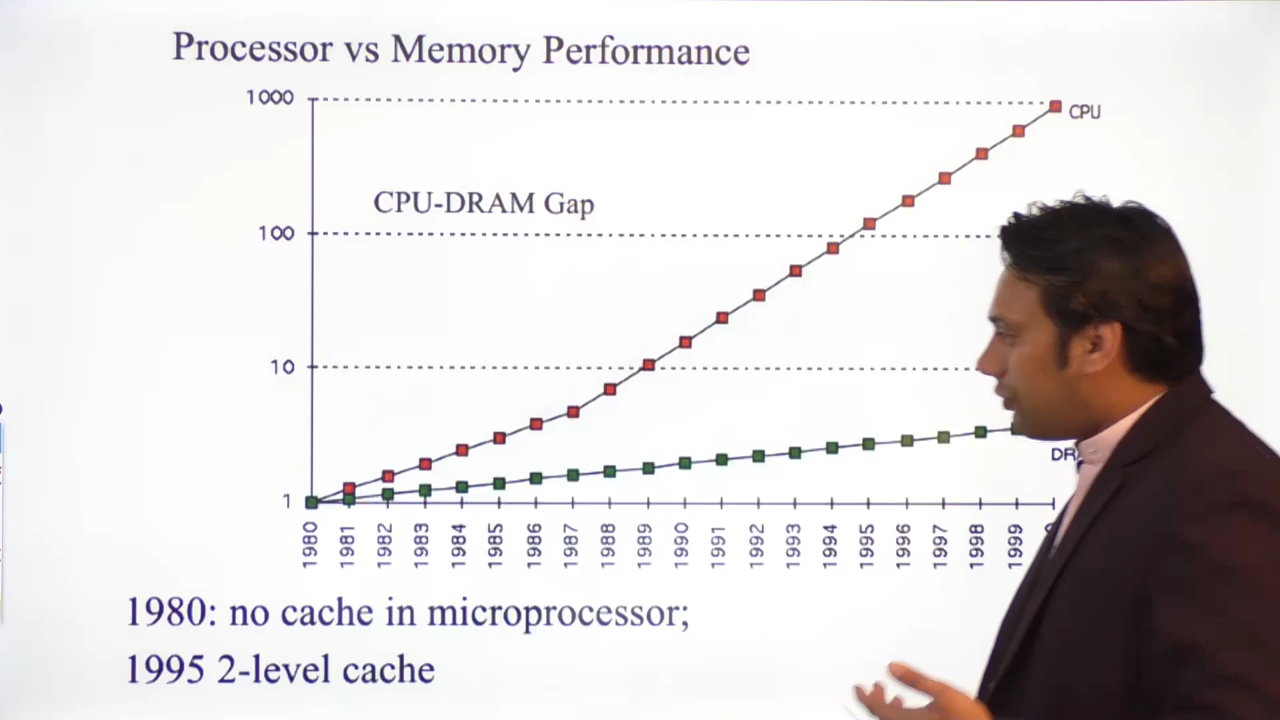 Processor vs Memory Performance
1000
CPU
CPU-DRAM Gap
100
10
1
1980 1981 1982 1983 1984 1985 1986 1987 1988 1989 1990 1991 1992 1993 1994 1995 1996 1997 1998 1999
1980: no cache in microprocessor;
1995 2-level cache